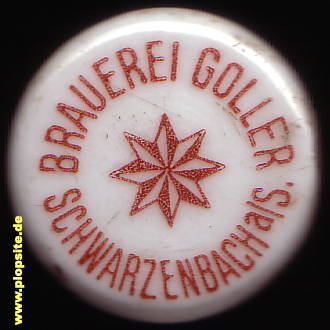 BRAUEREI GOLLER
SCHWARZENBACH a/S.
© www.plopsite.de